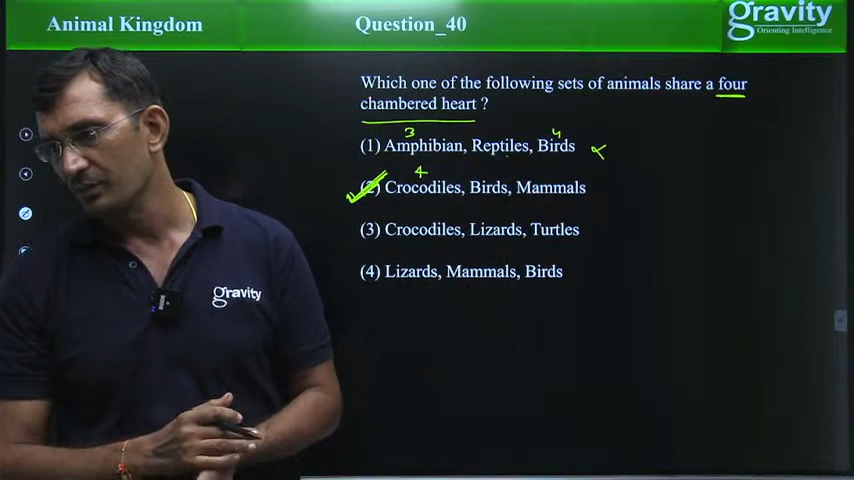 Animal Kingdom
Question_40
gravity
Orienting Intelligence
Which one of the following sets of animals share a four
chambered heart ?
3
4
(1) Amphibian, Reptiles, Birds
4
(2) Crocodiles, Birds, Mammals
(3) Crocodiles, Lizards, Turtles
(4) Lizards, Mammals, Birds
gravity